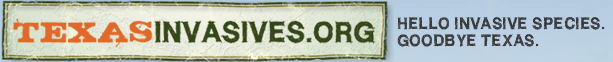 TEXASINVASIVES.ORG
HELLO INVASIVE SPECIES.
GOODBYE TEXAS.